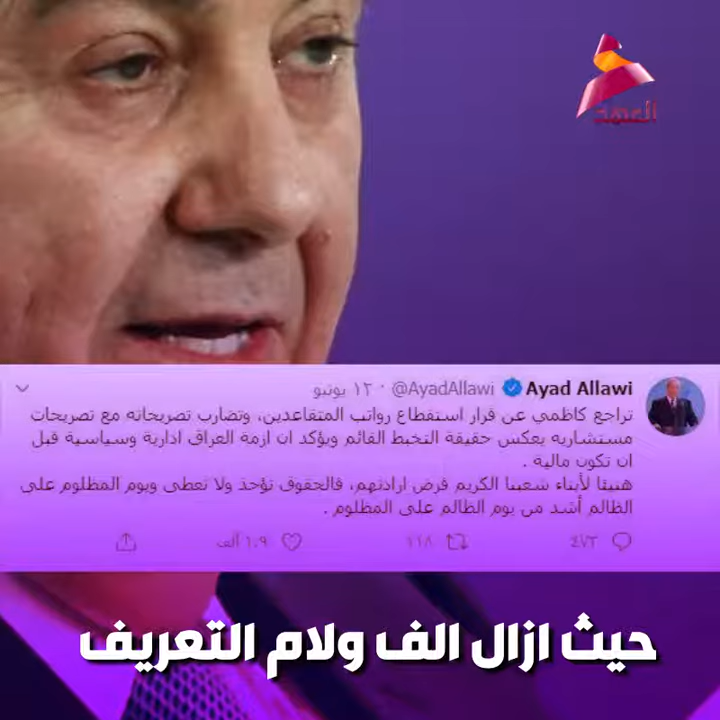 العهد
Ayad Allawi @AyadAllawi · ١٢ يونيو
تراجع كاظمي عن قرار استقطاع رواتب المتقاعدين، وتضارب تصريحاته مع تصريحات
مستشاريه يعكس حقيقة التخبط القائم ويؤكد ان ازمة العراق ادارية وسياسية قبل
ان تكون مالية .
هنيئا لأبناء شعبنا الكريم فرض ارادتهم، فالحقوق تؤخذ ولا تعطى ويوم المظلوم على
الظالم أشد من يوم الظالم على المظلوم .
٤٧٣ ١١٨ ١٫٩ ألف
حيث ازال الف ولام التعريف